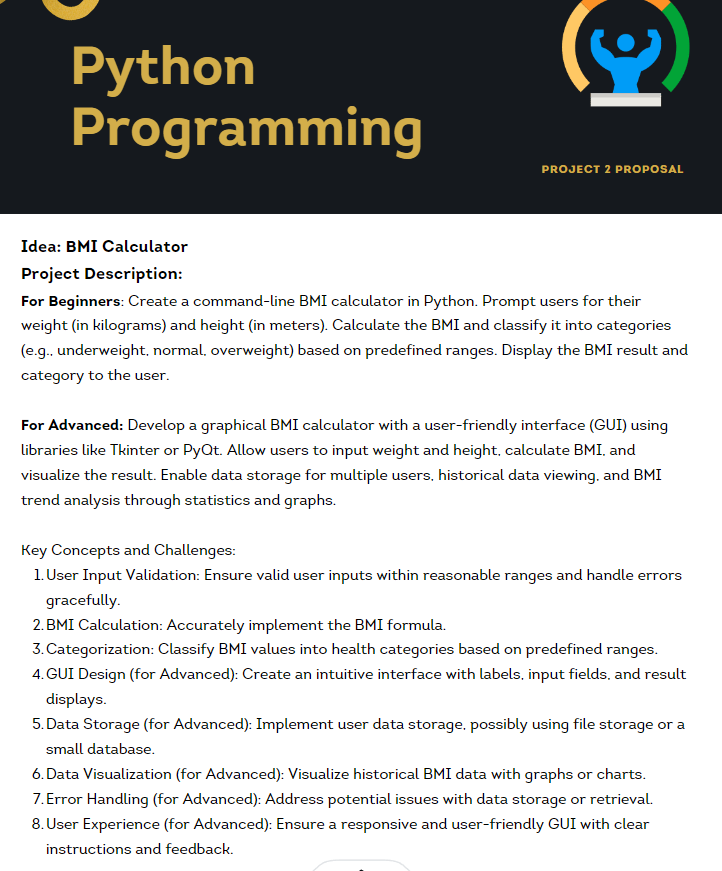 Python
Programming
PROJECT 2 PROPOSAL
Idea: BMI Calculator
Project Description:
For Beginners: Create a command-line BMI calculator in Python. Prompt users for their
weight (in kilograms) and height (in meters). Calculate the BMI and classify it into categories
(e.g., underweight, normal, overweight) based on predefined ranges. Display the BMI result and
category to the user.
For Advanced: Develop a graphical BMI calculator with a user-friendly interface (GUI) using
libraries like Tkinter or PyQt. Allow users to input weight and height, calculate BMI, and
visualize the result. Enable data storage for multiple users, historical data viewing, and BMI
trend analysis through statistics and graphs.
Key Concepts and Challenges:
1. User Input Validation: Ensure valid user inputs within reasonable ranges and handle errors
gracefully.
2. BMI Calculation: Accurately implement the BMI formula.
3. Categorization: Classify BMI values into health categories based on predefined ranges.
4. GUI Design (for Advanced): Create an intuitive interface with labels, input fields, and result
displays.
5. Data Storage (for Advanced): Implement user data storage, possibly using file storage or a
small database.
6. Data Visualization (for Advanced): Visualize historical BMI data with graphs or charts.
7. Error Handling (for Advanced): Address potential issues with data storage or retrieval.
8. User Experience (for Advanced): Ensure a responsive and user-friendly GUI with clear
instructions and feedback.